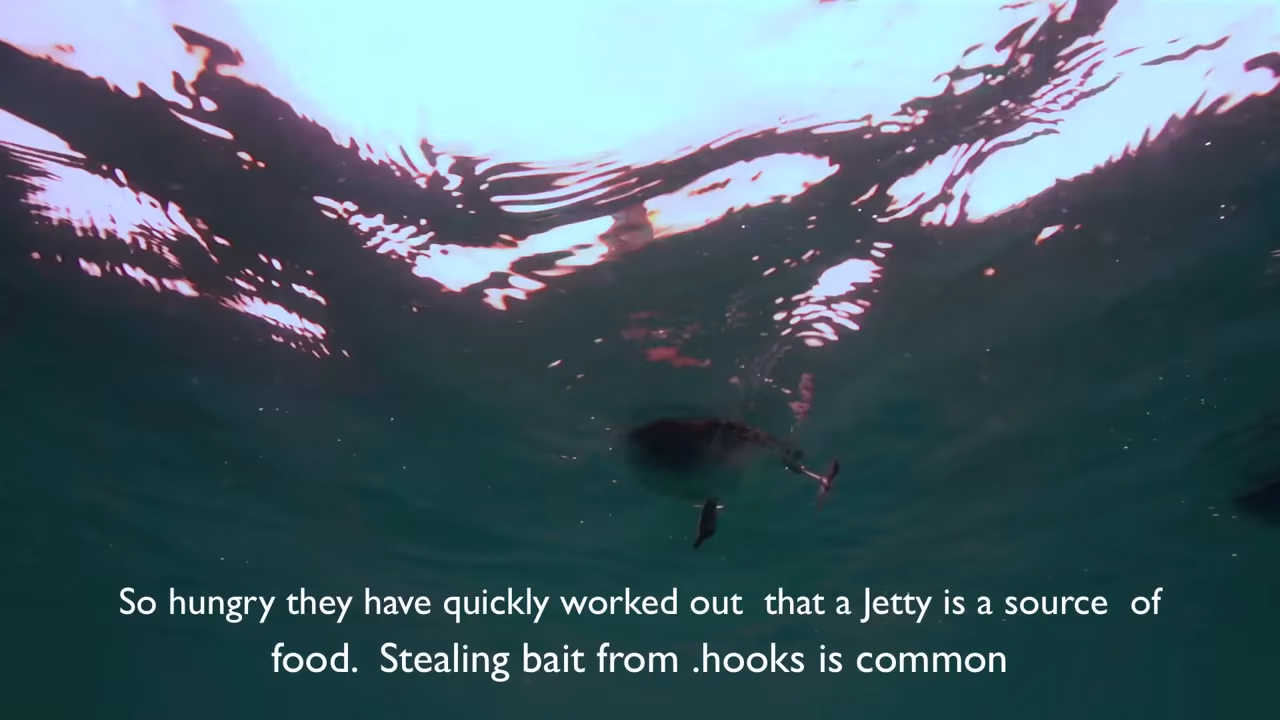 So hungry they have quickly worked out  that a Jetty is a source  of
food.  Stealing bait from .hooks is common